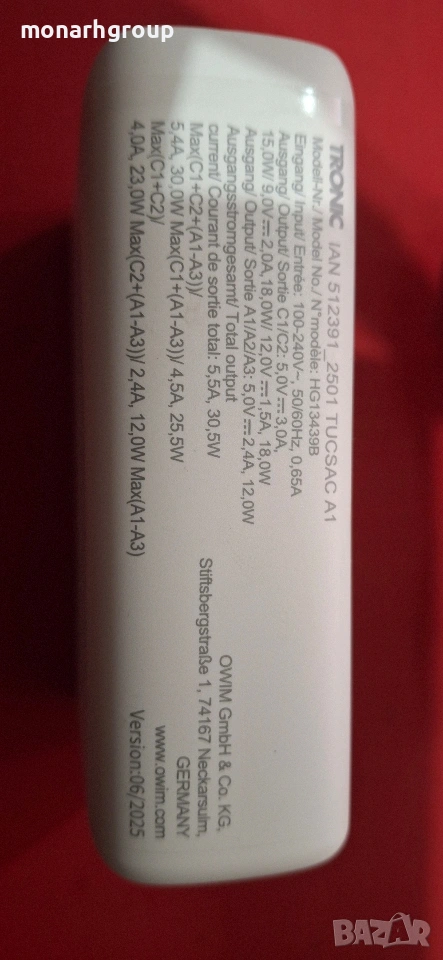 monarhgroup
TRONIC IAN 512391_2501 TUCSAC A1
Modell-Nr./ Model No./ N°modèle: HG13439B
Eingang/ Input/ Entrée: 100-240V~, 50/60Hz, 0,65A
Ausgang/ Output/ Sortie C1/C2: 5,0V⎓3,0A,
15,0W/ 9,0V⎓2,0A,18,0W/ 12,0V⎓1,5A, 18,0W
Ausgang/ Output/ Sortie A1/A2/A3: 5,0V⎓2,4A, 12,0W
Ausgangsstromgesamt/ Total output
current/ Courant de sortie total: 5,5A, 30,5W
Max(C1+C2+(A1-A3))/
5,4A, 30,0W Max(C1+(A1-A3))/ 4,5A, 25,5W
Max(C1+C2)/
4,0A, 23,0W Max(C2+(A1-A3))/ 2,4A, 12,0W Max(A1-A3)
OWIM GmbH & Co. KG,
Stiftsbergstraße 1, 74167 Neckarsulm,
GERMANY
www.owim.com
Version:06/2025
BAZAR